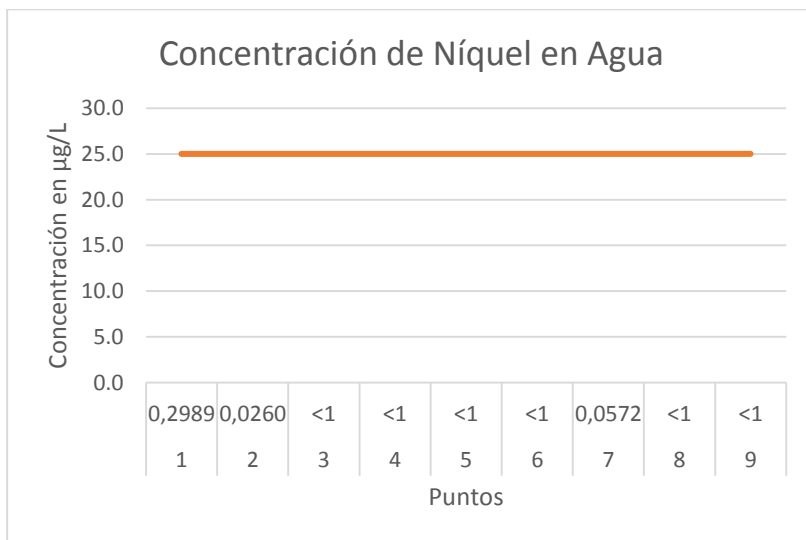 Concentración de Níquel en Agua
Concentración en µg/L
30.0
25.0
20.0
15.0
10.0
5.0
0.0
0,2989 0,0260 <1 <1 <1 <1 0,0572 <1 <1
1 2 3 4 5 6 7 8 9
Puntos